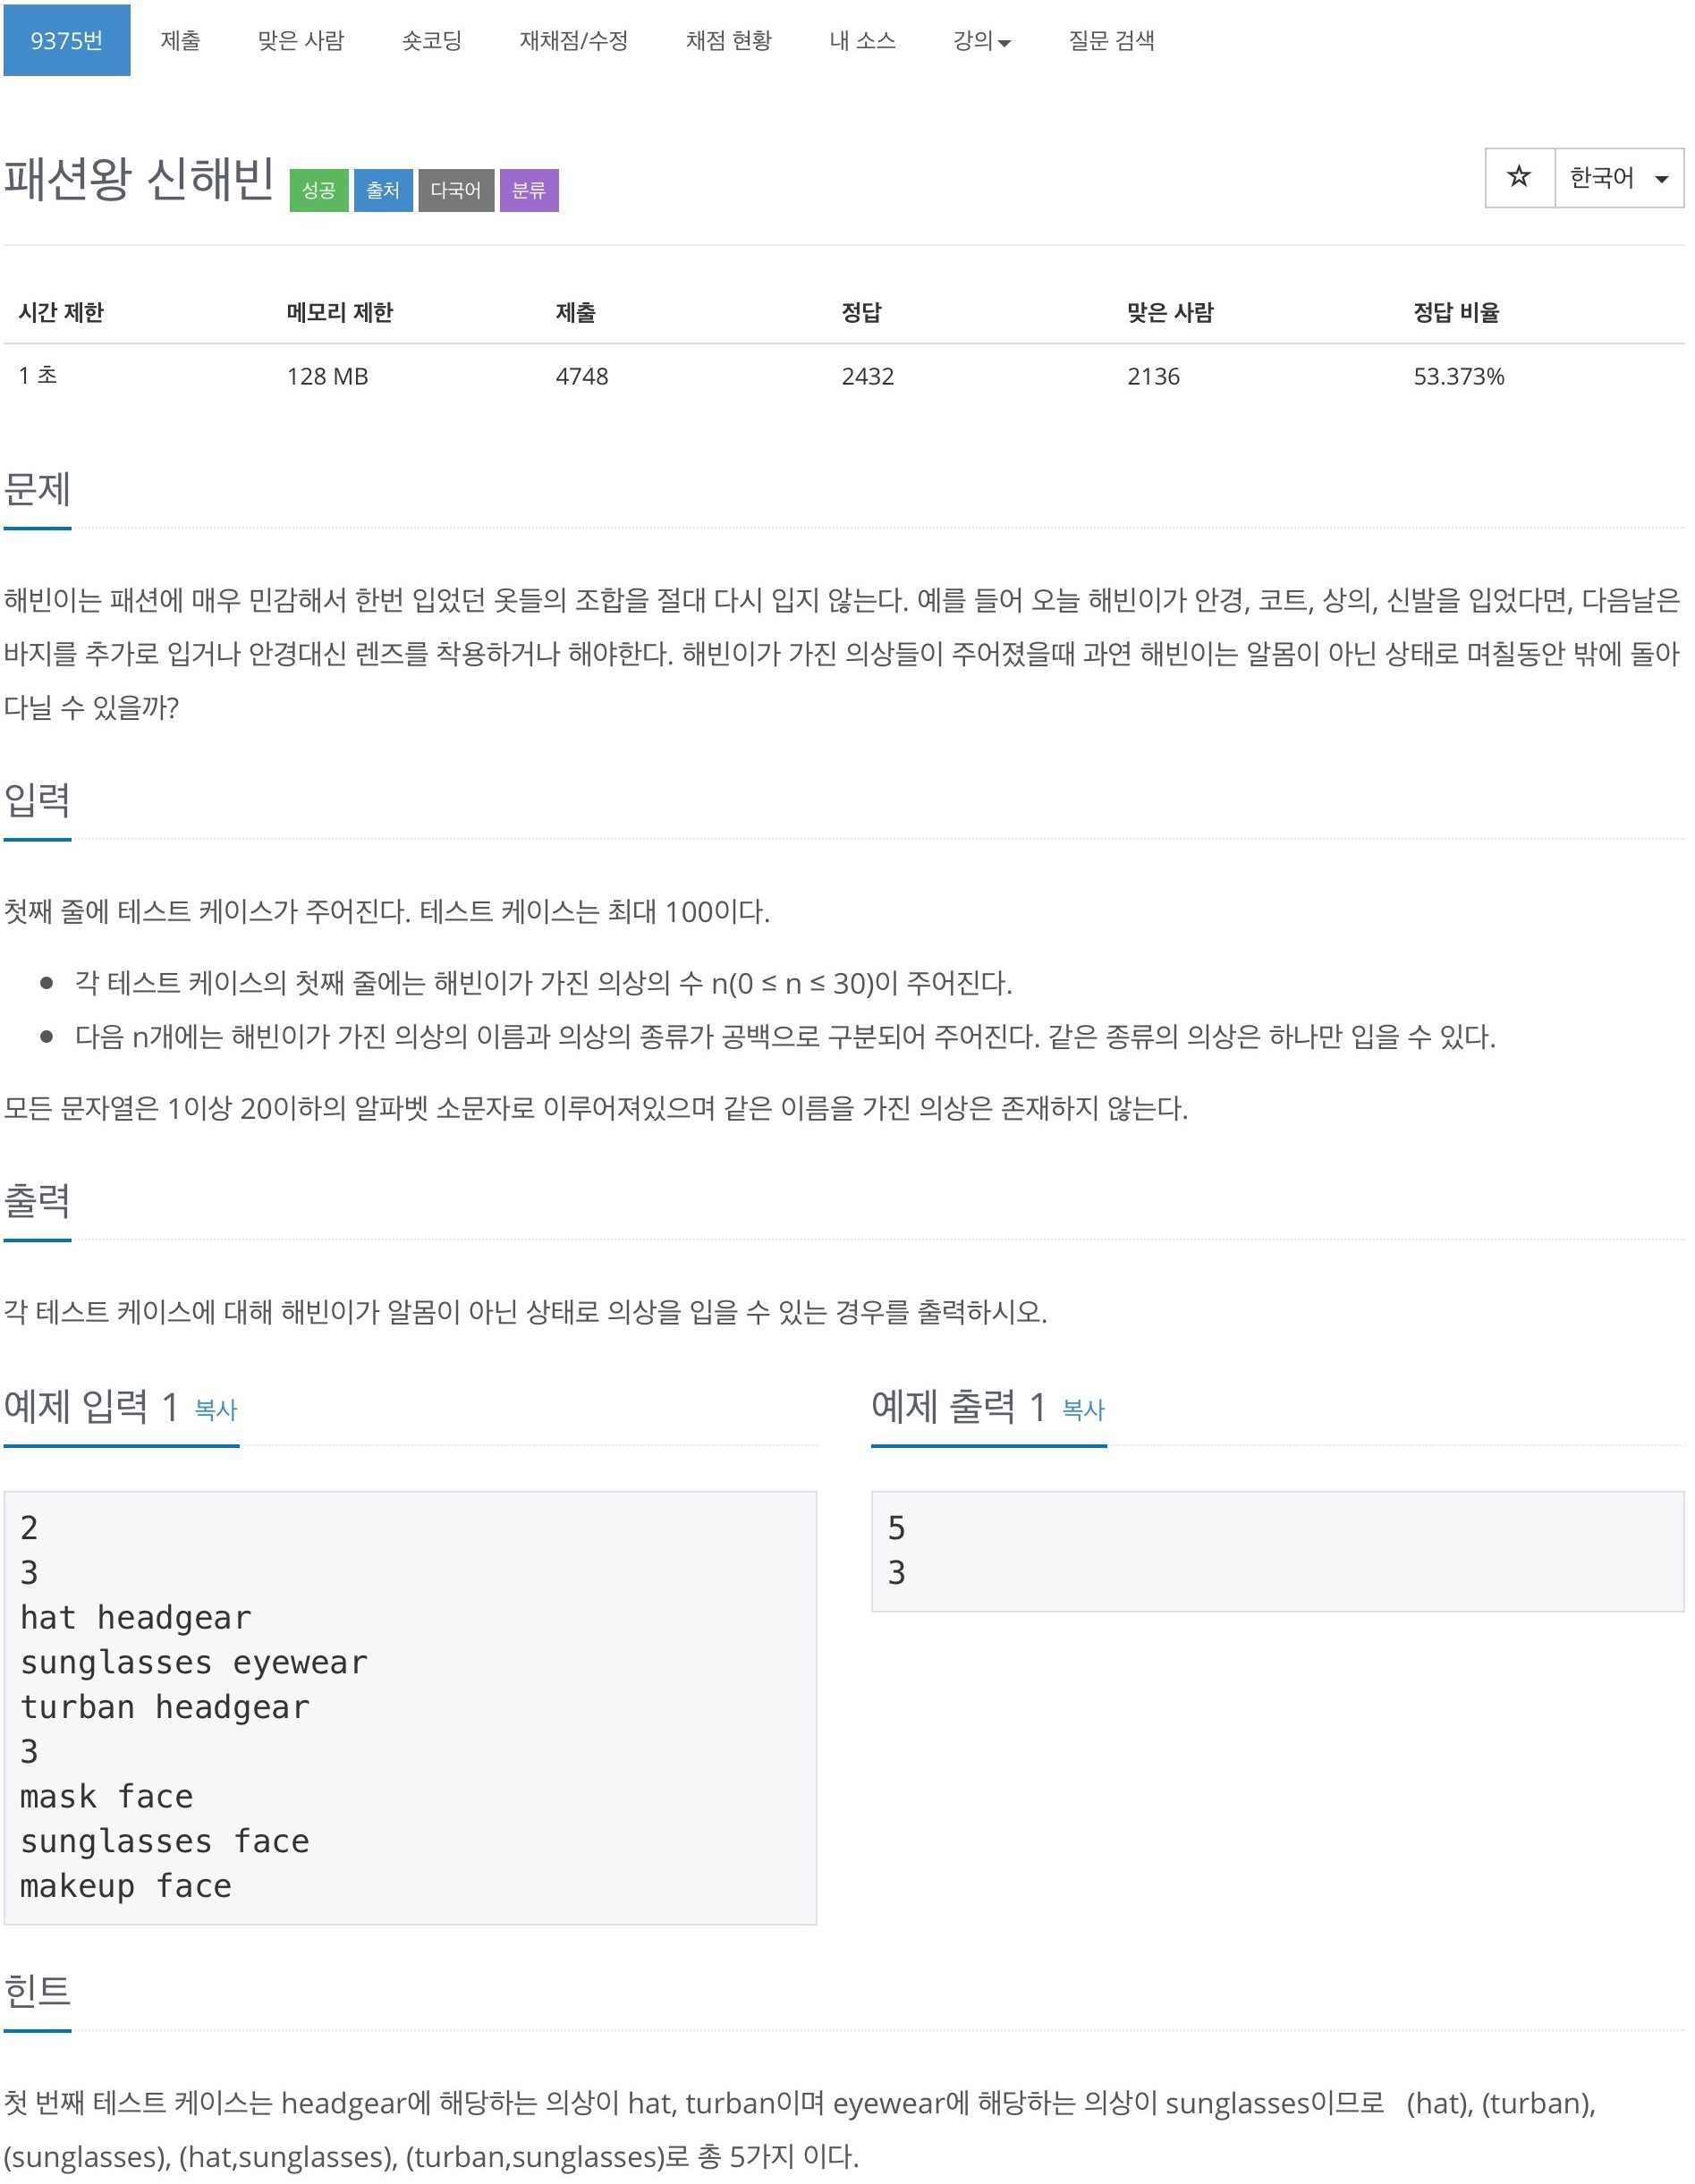 9375번 제출 맞은 사람 숏코딩 재채점/수정 채점 현황 내 소스 강의 질문 검색
패션왕 신해빈 성공 출처 다국어 분류 ☆ 한국어
시간 제한 메모리 제한 제출 정답 맞은 사람 정답 비율
1 초 128 MB 4748 2432 2136 53.373%
문제
해빈이는 패션에 매우 민감해서 한번 입었던 옷들의 조합을 절대 다시 입지 않는다. 예를 들어 오늘 해빈이가 안경, 코트, 상의, 신발을 입었다면, 다음날은
바지를 추가로 입거나 안경대신 렌즈를 착용하거나 해야한다. 해빈이가 가진 의상들이 주어졌을때 과연 해빈이는 알몸이 아닌 상태로 며칠동안 밖에 돌아
다닐 수 있을까?
입력
첫째 줄에 테스트 케이스가 주어진다. 테스트 케이스는 최대 100이다.
● 각 테스트 케이스의 첫째 줄에는 해빈이가 가진 의상의 수 n(0 ≤ n ≤ 30)이 주어진다.
● 다음 n개에는 해빈이가 가진 의상의 이름과 의상의 종류가 공백으로 구분되어 주어진다. 같은 종류의 의상은 하나만 입을 수 있다.
모든 문자열은 1이상 20이하의 알파벳 소문자로 이루어져있으며 같은 이름을 가진 의상은 존재하지 않는다.
출력
각 테스트 케이스에 대해 해빈이가 알몸이 아닌 상태로 의상을 입을 수 있는 경우를 출력하시오.
예제 입력 1 복사
2
3
hat headgear
sunglasses eyewear
turban headgear
3
mask face
sunglasses face
makeup face
예제 출력 1 복사
5
3
힌트
첫 번째 테스트 케이스는 headgear에 해당하는 의상이 hat, turban이며 eyewear에 해당하는 의상이 sunglasses이므로 (hat), (turban),
(sunglasses), (hat,sunglasses), (turban,sunglasses)로 총 5가지 이다.